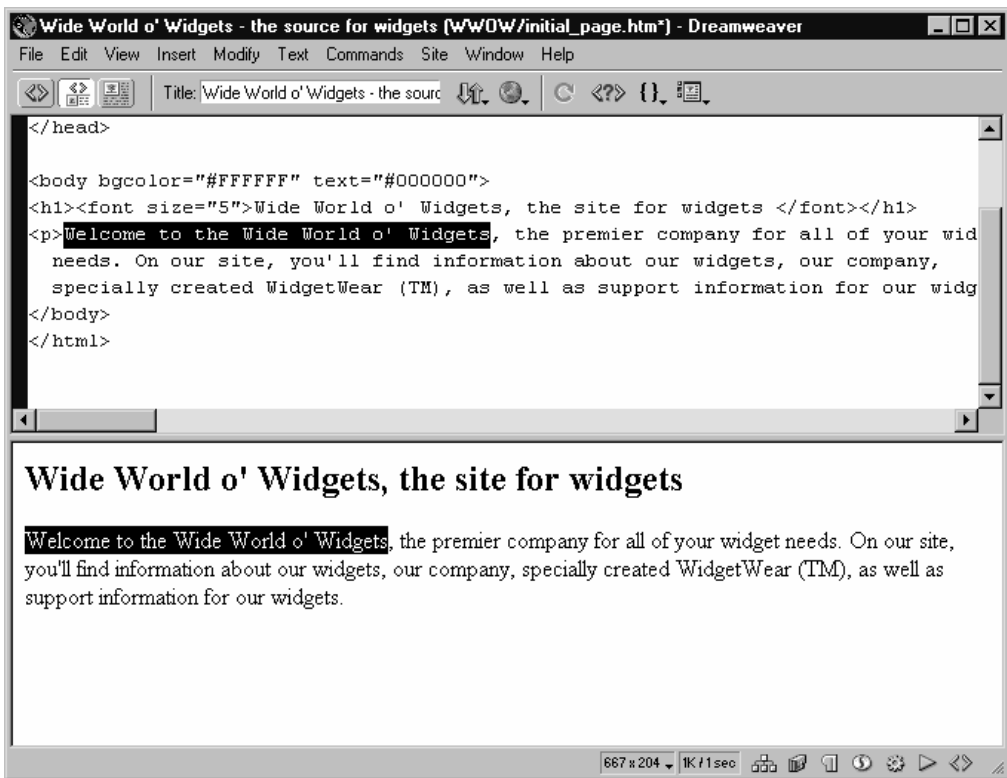 Wide World o' Widgets - the source for widgets (WWOW/initial_page.htm*) - Dreamweaver
File Edit View Insert Modify Text Commands Site Window Help
Title: Wide World o' Widgets - the sourc
</head>
<body bgcolor="#FFFFFF" text="#000000">
<h1><font size="5">Wide World o' Widgets, the site for widgets </font></h1>
<p>Welcome to the Wide World o' Widgets, the premier company for all of your wid
needs. On our site, you'll find information about our widgets, our company,
specially created WidgetWear (TM), as well as support information for our widg
</body>
</html>
Wide World o' Widgets, the site for widgets
Welcome to the Wide World o' Widgets, the premier company for all of your widget needs. On our site,
you'll find information about our widgets, our company, specially created WidgetWear (TM), as well as
support information for our widgets.
667 x 204 1K / 1 sec